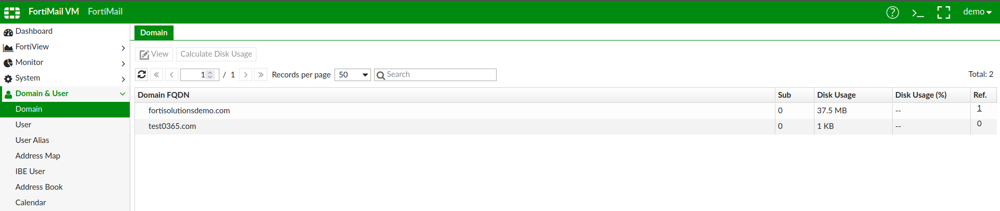 FortiMail VM FortiMail
demo
Dashboard
FortiView
Monitor
System
Domain & User
Domain
User
User Alias
Address Map
IBE User
Address Book
Calendar
Domain
View Calculate Disk Usage
1 / 1 Records per page 50 Search Total: 2
Domain FQDN Sub Disk Usage Disk Usage (%) Ref.
fortisolutionsdemo.com 0 37.5 MB -- 1
test0365.com 0 1 KB -- 0